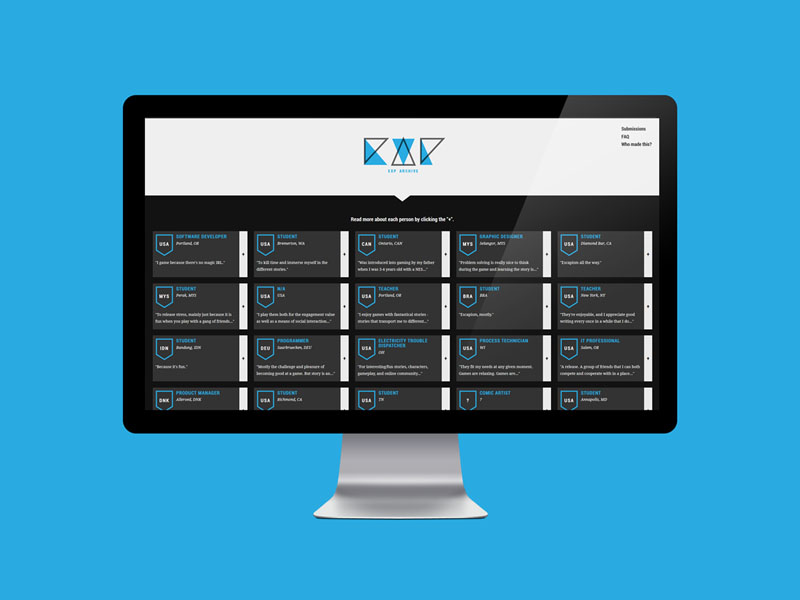 Submissions
FAQ
Who made this?
EXP
EXP ARCHIVE
Read more about each person by clicking the "+".
USA SOFTWARE DEVELOPER
Portland, OR
"I game because there's no magic IRL."
USA STUDENT
Bremerton, WA
"To kill time and immerse myself in the
different stories."
CAN STUDENT
Ontario, CAN
"Was introduced into gaming by my father
when I was 3-4 years old with a NES..."
MYS GRAPHIC DESIGNER
Selangor, MYS
"Problem solving is really nice to think
during the game and learning the story is..."
USA STUDENT
Diamond Bar, CA
"Escapism all the way."
MYS STUDENT
Perak, MYS
"To release stress, mainly just because it is
fun when you play with a gang of friends..."
USA N/A
USA
"I play them both for the engagement value
as well as a means of social interaction..."
USA TEACHER
Portland, OR
"I enjoy games with fantastical stories -
stories that transport me to different..."
BRA STUDENT
BRA
"Escapism, mostly."
USA TEACHER
New York, NY
"They're enjoyable, and I appreciate good
writing every once in a while that I do..."
IDN STUDENT
Bandung, IDN
"Because it's fun."
DEU PROGRAMMER
Saarbruecken, DEU
"Mostly the challenge and pleasure of
becoming good at a game. But story is an..."
USA ELECTRICITY TROUBLE
DISPATCHER
OH
"For interesting/fun stories, characters,
gameplay, and online community..."
USA PROCESS TECHNICIAN
WI
"They fit my needs at any given moment.
Games are relaxing. Games are..."
USA IT PROFESSIONAL
Salem, OR
"A release. A group of friends that I can both
compete and cooperate with in a place..."
DNK PRODUCT MANAGER
Alleroed, DNK
USA STUDENT
Richmond, CA
USA STUDENT
TN
? COMIC ARTIST
?
USA STUDENT
Annapolis, MD